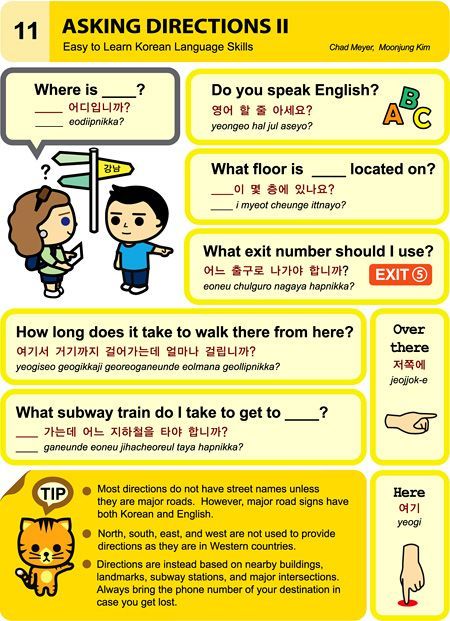 11
ASKING DIRECTIONS II
Easy to Learn Korean Language Skills
Chad Meyer, Moonjung Kim
Where is ____?
____ 어디입니까?
____ eodiipnikka?
Do you speak English?
영어 할 줄 아세요?
yeongeo hal jul aseyo?
A B C
What floor is ____ located on?
____이 몇 층에 있나요?
____ i myeot cheunge ittnayo?
?
강남
What exit number should I use?
어느 출구로 나가야 합니까?
eoneu chulguro nagaya hapnikka?
EXIT 5
How long does it take to walk there from here?
여기서 거기까지 걸어가는데 얼마나 걸립니까?
yeogiseo geogikkaji georeoganeunde eolmana geollipnikka?
Over
there
저쪽에
jeojjok-e
What subway train do I take to get to ____?
____ 가는데 어느 지하철을 타야 합니까?
____ ganeunde eoneu jihacheoreul taya hapnikka?
TIP
Most directions do not have street names unless
they are major roads. However, major road signs have
both Korean and English.
North, south, east, and west are not used to provide
directions as they are in Western countries.
Directions are instead based on nearby buildings,
landmarks, subway stations, and major intersections.
Always bring the phone number of your destination in
case you get lost.
Here
여기
yeogi